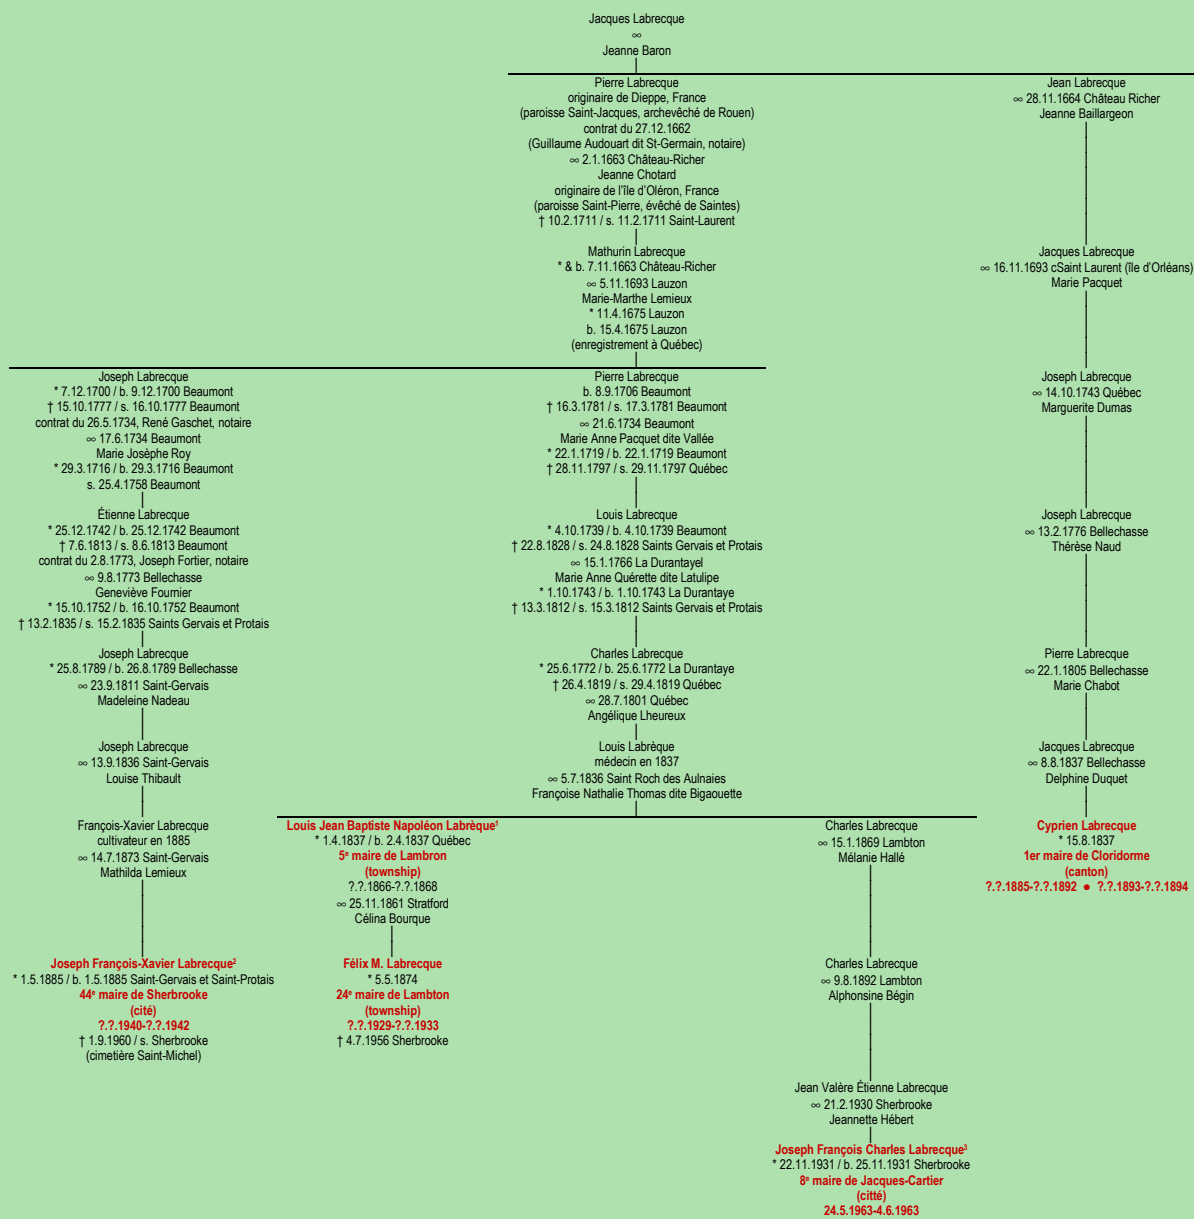 Jacques Labrecque
∞
Jeanne Baron
Pierre Labrecque
originaire de Dieppe, France
(paroisse Saint-Jacques, archevêché de Rouen)
contrat du 27.12.1662
(Guillaume Audouart dit St-Germain, notaire)
∞ 2.1.1663 Château-Richer
Jeanne Chotard
originaire de l'île d'Oléron, France
(paroisse Saint-Pierre, évêché de Saintes)
† 10.2.1711 / s. 11.2.1711 Saint-Laurent
Jean Labrecque
∞ 28.11.1664 Château Richer
Jeanne Baillargeon
Mathurin Labrecque
* & b. 7.11.1663 Château-Richer
∞ 5.11.1693 Lauzon
Marie-Marthe Lemieux
* 11.4.1675 Lauzon
b. 15.4.1675 Lauzon
(enregistrement à Québec)
Jacques Labrecque
∞ 16.11.1693 cSaint Laurent (île d'Orléans)
Marie Pacquet
Joseph Labrecque
* 7.12.1700 / b. 9.12.1700 Beaumont
† 15.10.1777 / s. 16.10.1777 Beaumont
contrat du 26.5.1734, René Gaschet, notaire
∞ 17.6.1734 Beaumont
Marie Josèphe Roy
* 29.3.1716 / b. 29.3.1716 Beaumont
s. 25.4.1758 Beaumont
Pierre Labrecque
b. 8.9.1706 Beaumont
† 16.3.1781 / s. 17.3.1781 Beaumont
∞ 21.6.1734 Beaumont
Marie Anne Pacquet dite Vallée
* 22.1.1719 / b. 22.1.1719 Beaumont
† 28.11.1797 / s. 29.11.1797 Québec
Joseph Labrecque
∞ 14.10.1743 Québec
Marguerite Dumas
Étienne Labrecque
* 25.12.1742 / b. 25.12.1742 Beaumont
† 7.6.1813 / s. 8.6.1813 Beaumont
contrat du 2.8.1773, Joseph Fortier, notaire
∞ 9.8.1773 Bellechasse
Geneviève Fournier
* 15.10.1752 / b. 16.10.1752 Beaumont
† 13.2.1835 / s. 15.2.1835 Saints Gervais et Protais
Louis Labrecque
* 4.10.1739 / b. 4.10.1739 Beaumont
† 22.8.1828 / s. 24.8.1828 Saints Gervais et Protais
∞ 15.1.1766 La Durantayel
Marie Anne Quérette dite Latulipe
* 1.10.1743 / b. 1.10.1743 La Durantaye
† 13.3.1812 / s. 15.3.1812 Saints Gervais et Protais
Joseph Labrecque
∞ 13.2.1776 Bellechasse
Thérèse Naud
Joseph Labrecque
* 25.8.1789 / b. 26.8.1789 Bellechasse
∞ 23.9.1811 Saint-Gervais
Madeleine Nadeau
Charles Labrecque
* 25.6.1772 / b. 25.6.1772 La Durantaye
† 26.4.1819 / s. 29.4.1819 Québec
∞ 28.7.1801 Québec
Angélique Lheureux
Pierre Labrecque
∞ 22.1.1805 Bellechasse
Marie Chabot
Joseph Labrecque
∞ 13.9.1836 Saint-Gervais
Louise Thibault
Louis Labrèque
médecin en 1837
∞ 5.7.1836 Saint Roch des Aulnaies
Françoise Nathalie Thomas dite Bigaouette
Jacques Labrecque
∞ 8.8.1837 Bellechasse
Delphine Duquet
François-Xavier Labrecque
cultivateur en 1885
∞ 14.7.1873 Saint-Gervais
Mathilda Lemieux
Louis Jean Baptiste Napoléon Labrèque¹
* 1.4.1837 / b. 2.4.1837 Québec
5ᵉ maire de Lambron
(township)
?.?.1866-?.?.1868
∞ 25.11.1861 Stratford
Célina Bourque
Charles Labrecque
∞ 15.1.1869 Lambton
Mélanie Hallé
Cyprien Labrecque
* 15.8.1837
1er maire de Cloridorme
(canton)
?.?.1885-?.?.1892 ● ?.?.1893-?.?.1894
Joseph François-Xavier Labrecque²
* 1.5.1885 / b. 1.5.1885 Saint-Gervais et Saint-Protais
44ᵉ maire de Sherbrooke
(cité)
?.?.1940-?.?.1942
† 1.9.1960 / s. Sherbrooke
(cimetière Saint-Michel)
Félix M. Labrecque
* 5.5.1874
24ᵉ maire de Lambton
(township)
?.?.1929-?.?.1933
† 4.7.1956 Sherbrooke
Charles Labrecque
∞ 9.8.1892 Lambton
Alphonsine Bégin
Jean Valère Étienne Labrecque
∞ 21.2.1930 Sherbrooke
Jeannette Hébert
Joseph François Charles Labrecque³
* 22.11.1931 / b. 25.11.1931 Sherbrooke
8ᵉ maire de Jacques-Cartier
(citté)
24.5.1963-4.6.1963